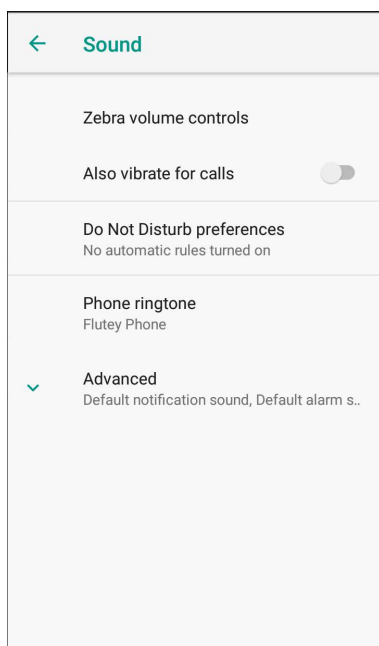 Sound
Zebra volume controls
Also vibrate for calls
Do Not Disturb preferences
No automatic rules turned on
Phone ringtone
Flutey Phone
Advanced
Default notification sound, Default alarm s..